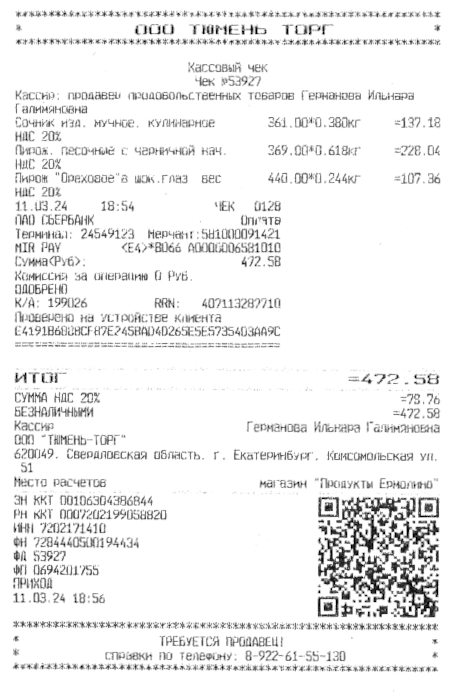 ООО ТЮМЕНЬ ТОРГ
Кассовый чек
Чек №53927
Кассир: продавец продовольственных товаров Германова Ильнара
Галимяновна
Сочник изд. мучное. кулинарное 361.00*0.380кг =137.18
НДС 20%
Пирож. песочные с черничной нач. 369.00*0.618кг =228.04
НДС 20%
Пирож "Ореховое"в шок.глаз вес 440.00*0.244кг =107.36
НДС 20%
11.03.24 18:54 ЧЕК 0128
ПАО СБЕРБАНК Оплата
Терминал: 24549123 Мерчант:581000091421
MIR PAY <E4>*8066 A0000006581010
Сумма(Руб): 472.58
Комиссия за операцию 0 Руб.
ОДОБРЕНО
К/А: 199026 RRN: 407113287710
Проверено на устройстве клиента
ИТОГ =472.58
СУММА НДС 20% =78.76
БЕЗНАЛИЧНЫМИ =472.58
Кассир Германова Ильнара Галимяновна
ООО "ТЮМЕНЬ-ТОРГ"
620049. Свердловская область. г. Екатеринбург. Комсомольская ул.
51
Место расчетов магазин "Продукты Ермолино"
ЗН ККТ 00106304386844
РН ККТ 0007202199058820
ИНН 7202171410
ФН 7284440500194434
ФД 53927
ФП 0694201755
ПРИХОД
11.03.24 18:56
* ТРЕБУЕТСЯ ПРОДАВЕЦ! *
* справки по телефону: 8-922-61-55-130 *